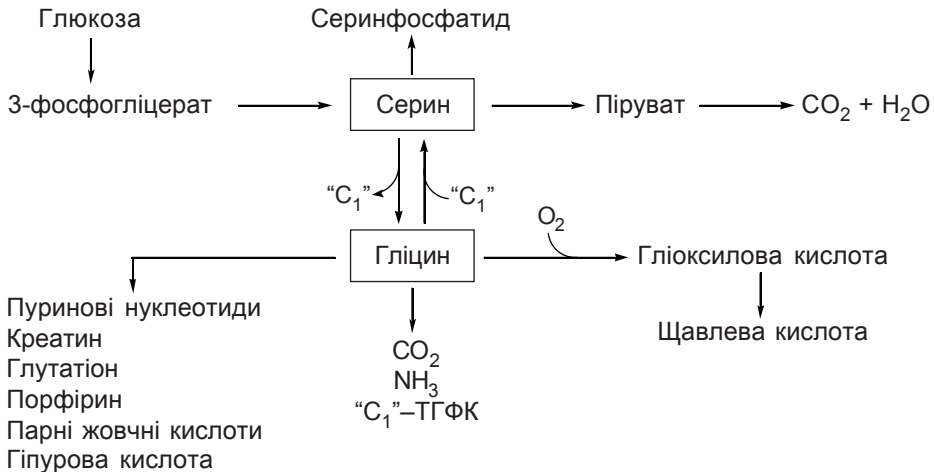 Глюкоза
Серинфосфатид
3-фосфогліцерат
Серин
Піруват
CO2 + H2O
“C1”
“C1”
O2
Гліцин
Гліоксилова кислота
Пуринові нуклеотиди
Креатин
Глутатіон
Порфірин
Парні жовчні кислоти
Гіпурова кислота
CO2
NH3
“C1”–ТГФК
Щавлева кислота